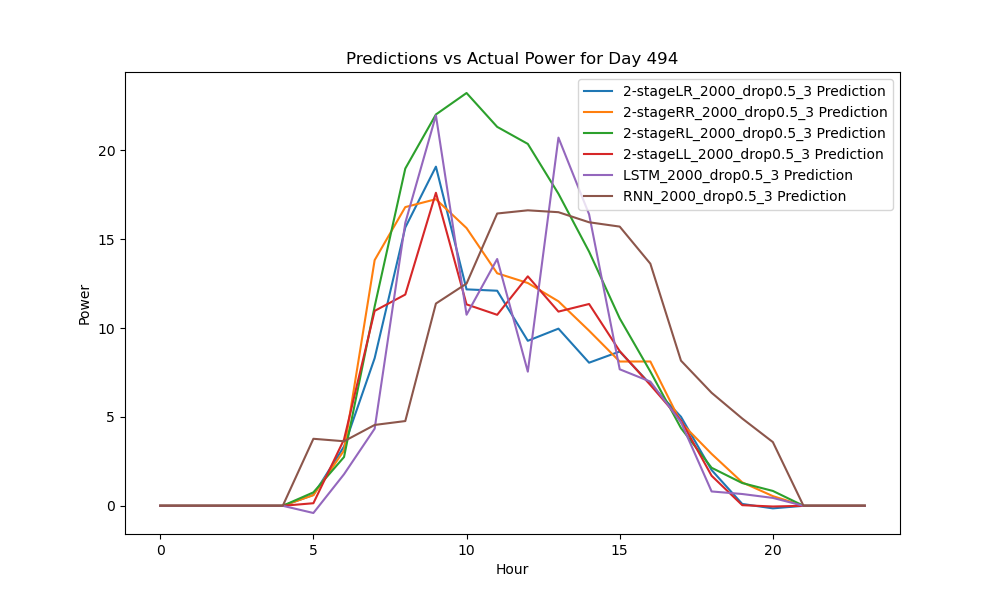 Predictions vs Actual Power for Day 494
2-stageLR_2000_drop0.5_3 Prediction
2-stageRR_2000_drop0.5_3 Prediction
2-stageRL_2000_drop0.5_3 Prediction
2-stageLL_2000_drop0.5_3 Prediction
LSTM_2000_drop0.5_3 Prediction
RNN_2000_drop0.5_3 Prediction
Power
20
15
10
5
0
0 5 10 15 20
Hour